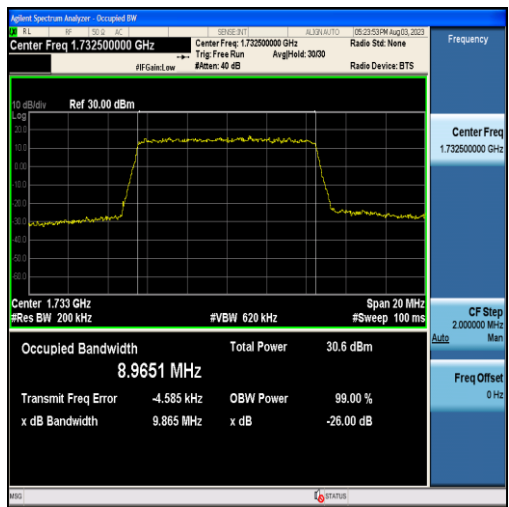 Agilent Spectrum Analyzer - Occupied BW
RL RF 50 Ω AC SENSE:INT ALIGN AUTO 05:23:53PM Aug 03, 2023
Center Freq 1.732500000 GHz
Center Freq: 1.732500000 GHz
Radio Std: None
Trig: Free Run Avg|Hold: 30/30
#IFGain:Low #Atten: 40 dB Radio Device: BTS
Frequency
10 dB/div Ref 30.00 dBm
Log
20.0
10.0
0.00
-10.0
-20.0
-30.0
-40.0
-50.0
-60.0
Center 1.733 GHz Span 20 MHz
#Res BW 200 kHz #VBW 620 kHz #Sweep 100 ms
Occupied Bandwidth Total Power 30.6 dBm
8.9651 MHz
Transmit Freq Error -4.585 kHz OBW Power 99.00 %
x dB Bandwidth 9.865 MHz x dB -26.00 dB
Center Freq
1.732500000 GHz
CF Step
2.000000 MHz
Auto Man
Freq Offset
0 Hz
MSG STATUS